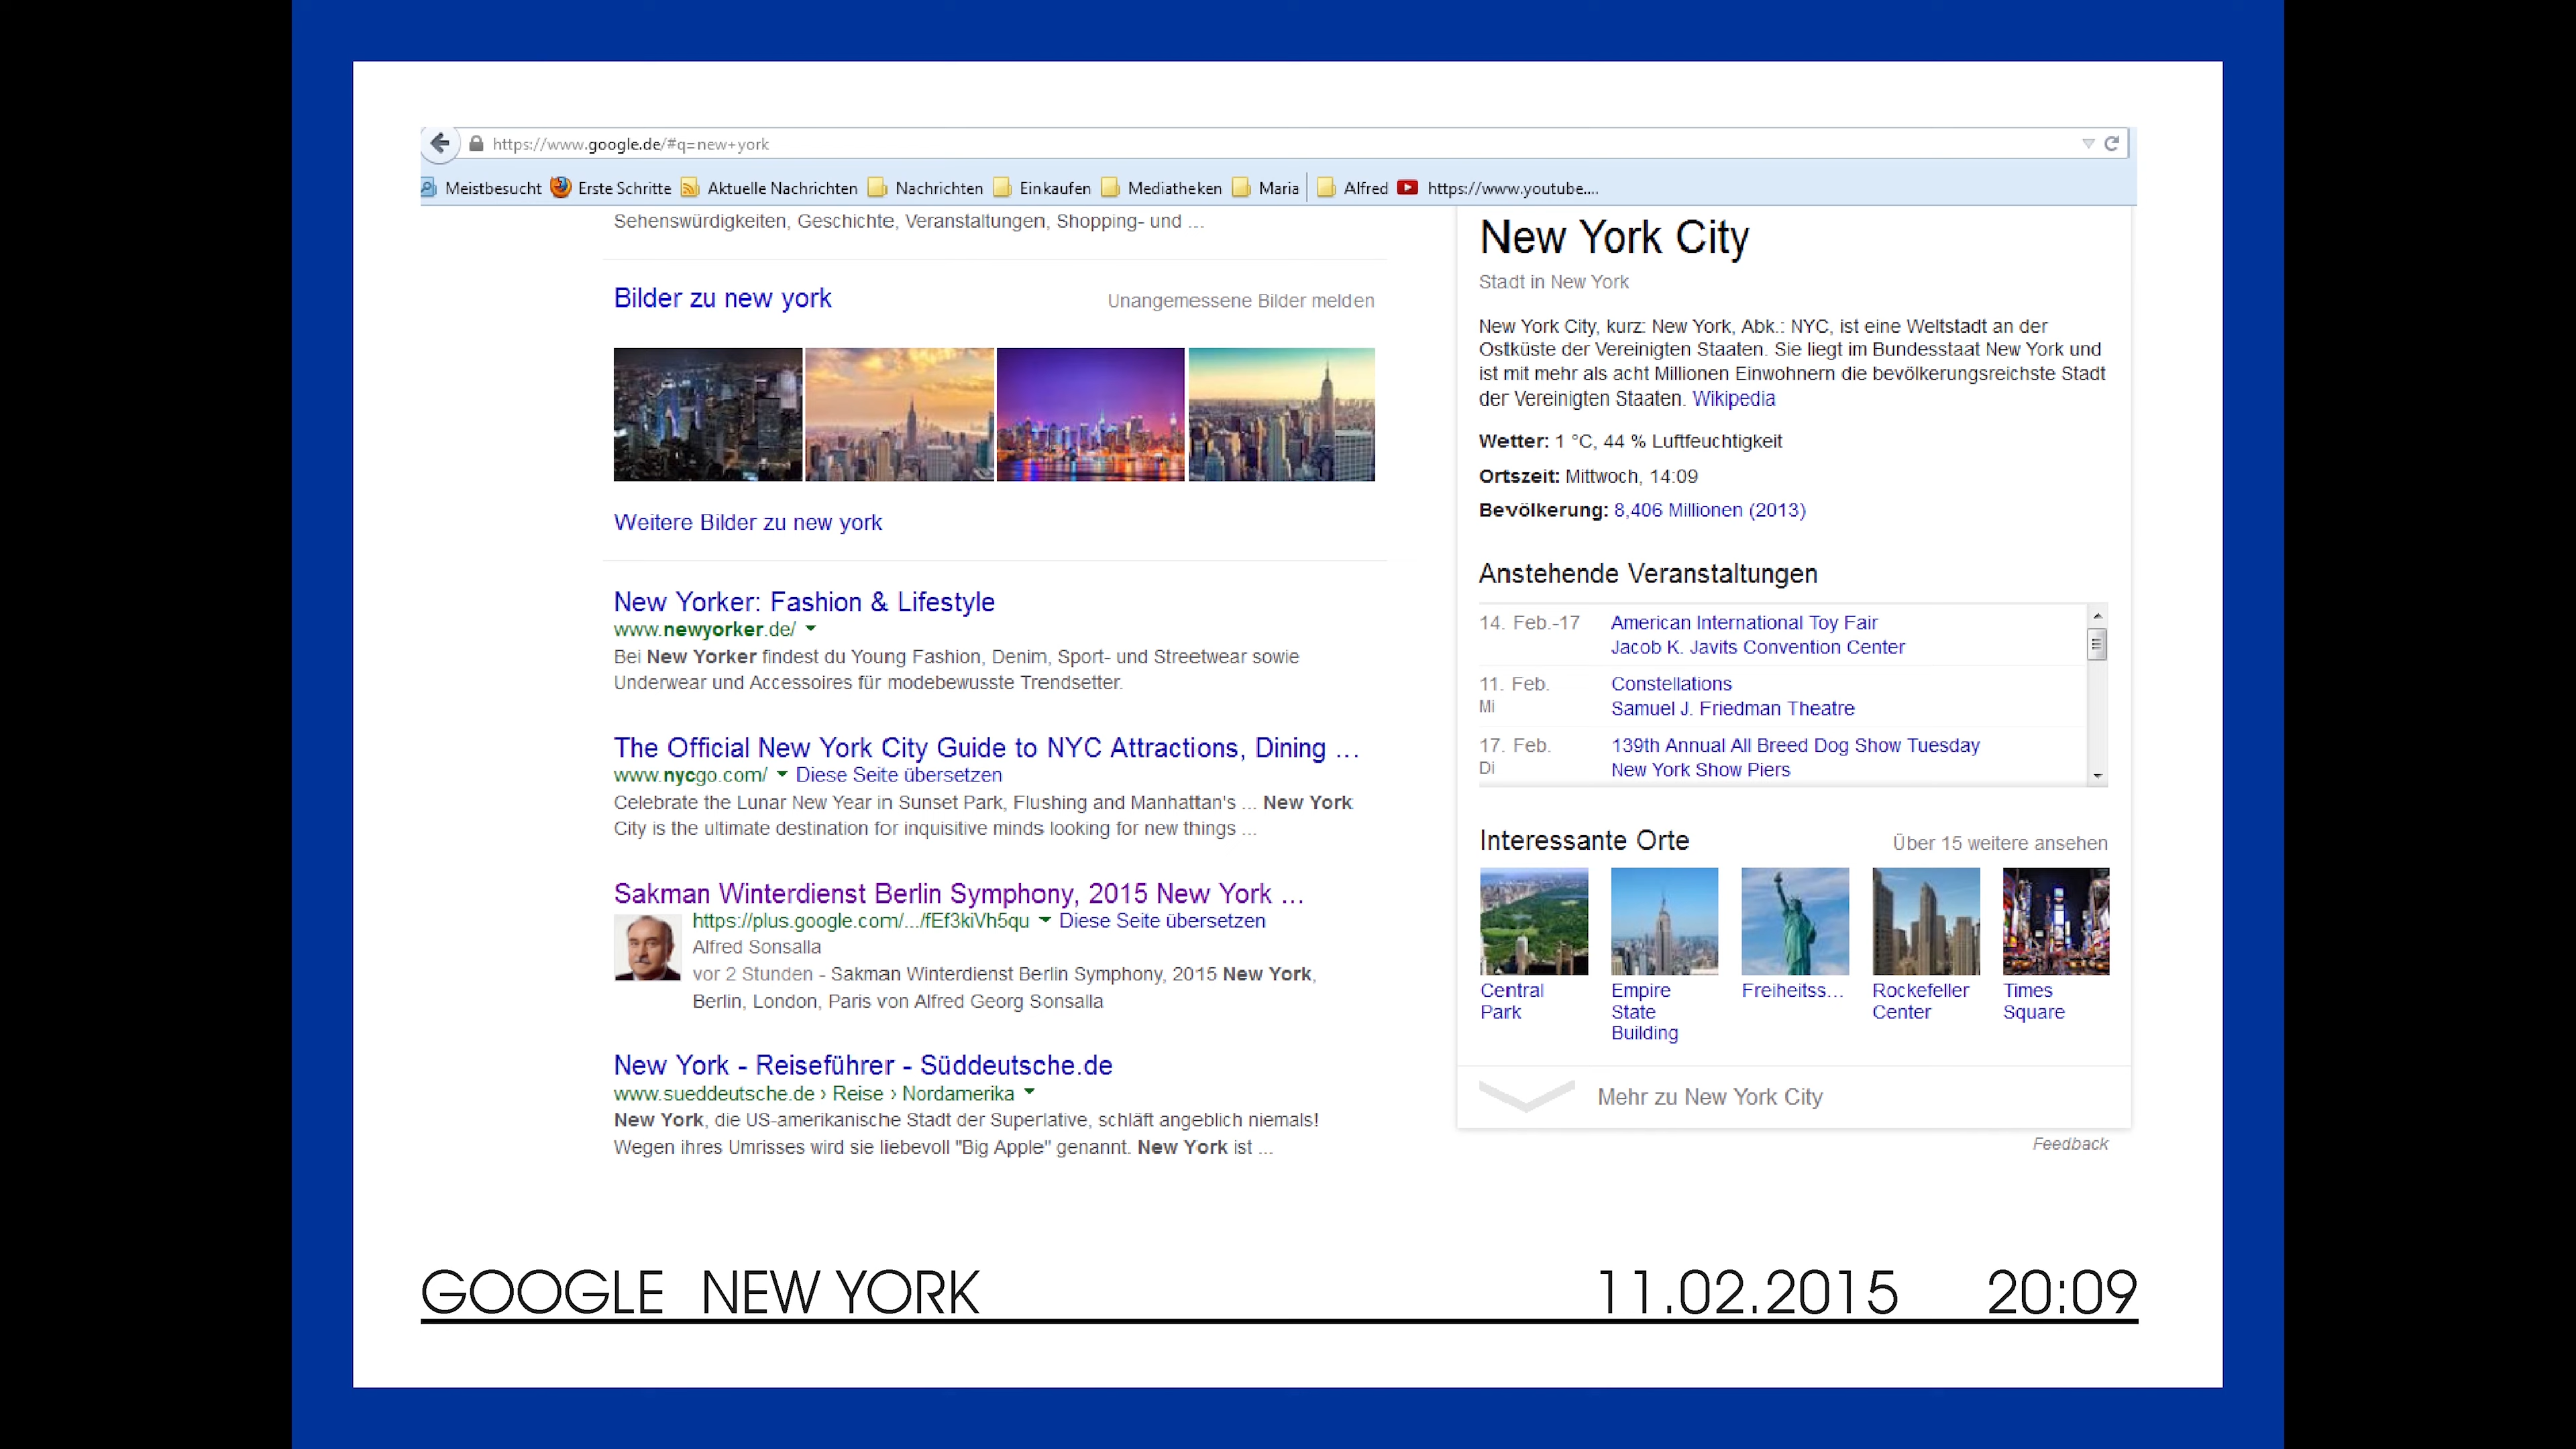 https://www.google.de/#q=new+york
Meistbesucht Erste Schritte Aktuelle Nachrichten Nachrichten Einkaufen Mediatheken Maria Alfred https://www.youtube....
Sehenswürdigkeiten, Geschichte, Veranstaltungen, Shopping- und ...
Bilder zu new york Unangemessene Bilder melden
Weitere Bilder zu new york
New Yorker: Fashion & Lifestyle
www.newyorker.de/
Bei New Yorker findest du Young Fashion, Denim, Sport- und Streetwear sowie
Underwear und Accessoires für modebewusste Trendsetter.
The Official New York City Guide to NYC Attractions, Dining ...
www.nycgo.com/ Diese Seite übersetzen
Celebrate the Lunar New Year in Sunset Park, Flushing and Manhattan's ... New York
City is the ultimate destination for inquisitive minds looking for new things ...
Sakman Winterdienst Berlin Symphony, 2015 New York ...
https://plus.google.com/.../fEf3kiVh5qu Diese Seite übersetzen
Alfred Sonsalla
vor 2 Stunden - Sakman Winterdienst Berlin Symphony, 2015 New York,
Berlin, London, Paris von Alfred Georg Sonsalla
New York - Reiseführer - Süddeutsche.de
www.sueddeutsche.de › Reise › Nordamerika
New York, die US-amerikanische Stadt der Superlative, schläft angeblich niemals!
Wegen ihres Umrisses wird sie liebevoll "Big Apple" genannt. New York ist ...
New York City
Stadt in New York
New York City, kurz: New York, Abk.: NYC, ist eine Weltstadt an der
Ostküste der Vereinigten Staaten. Sie liegt im Bundesstaat New York und
ist mit mehr als acht Millionen Einwohnern die bevölkerungsreichste Stadt
der Vereinigten Staaten. Wikipedia
Wetter: 1 °C, 44 % Luftfeuchtigkeit
Ortszeit: Mittwoch, 14:09
Bevölkerung: 8,406 Millionen (2013)
Anstehende Veranstaltungen
14. Feb.-17 American International Toy Fair
Jacob K. Javits Convention Center
11. Feb. Constellations
Mi Samuel J. Friedman Theatre
17. Feb. 139th Annual All Breed Dog Show Tuesday
Di New York Show Piers
Interessante Orte Über 15 weitere ansehen
Central Empire Freiheitss... Rockefeller Times
Park State Center Square
Building
Mehr zu New York City
Feedback
GOOGLE NEW YORK 11.02.2015 20:09